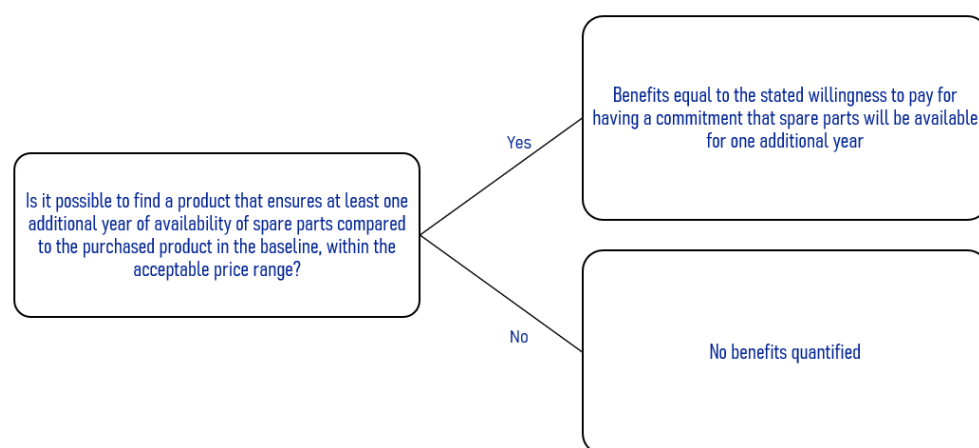 Is it possible to find a product that ensures at least one
additional year of availability of spare parts compared
to the purchased product in the baseline, within the
acceptable price range?
Yes
Benefits equal to the stated willingness to pay for
having a commitment that spare parts will be available
for one additional year
No
No benefits quantified